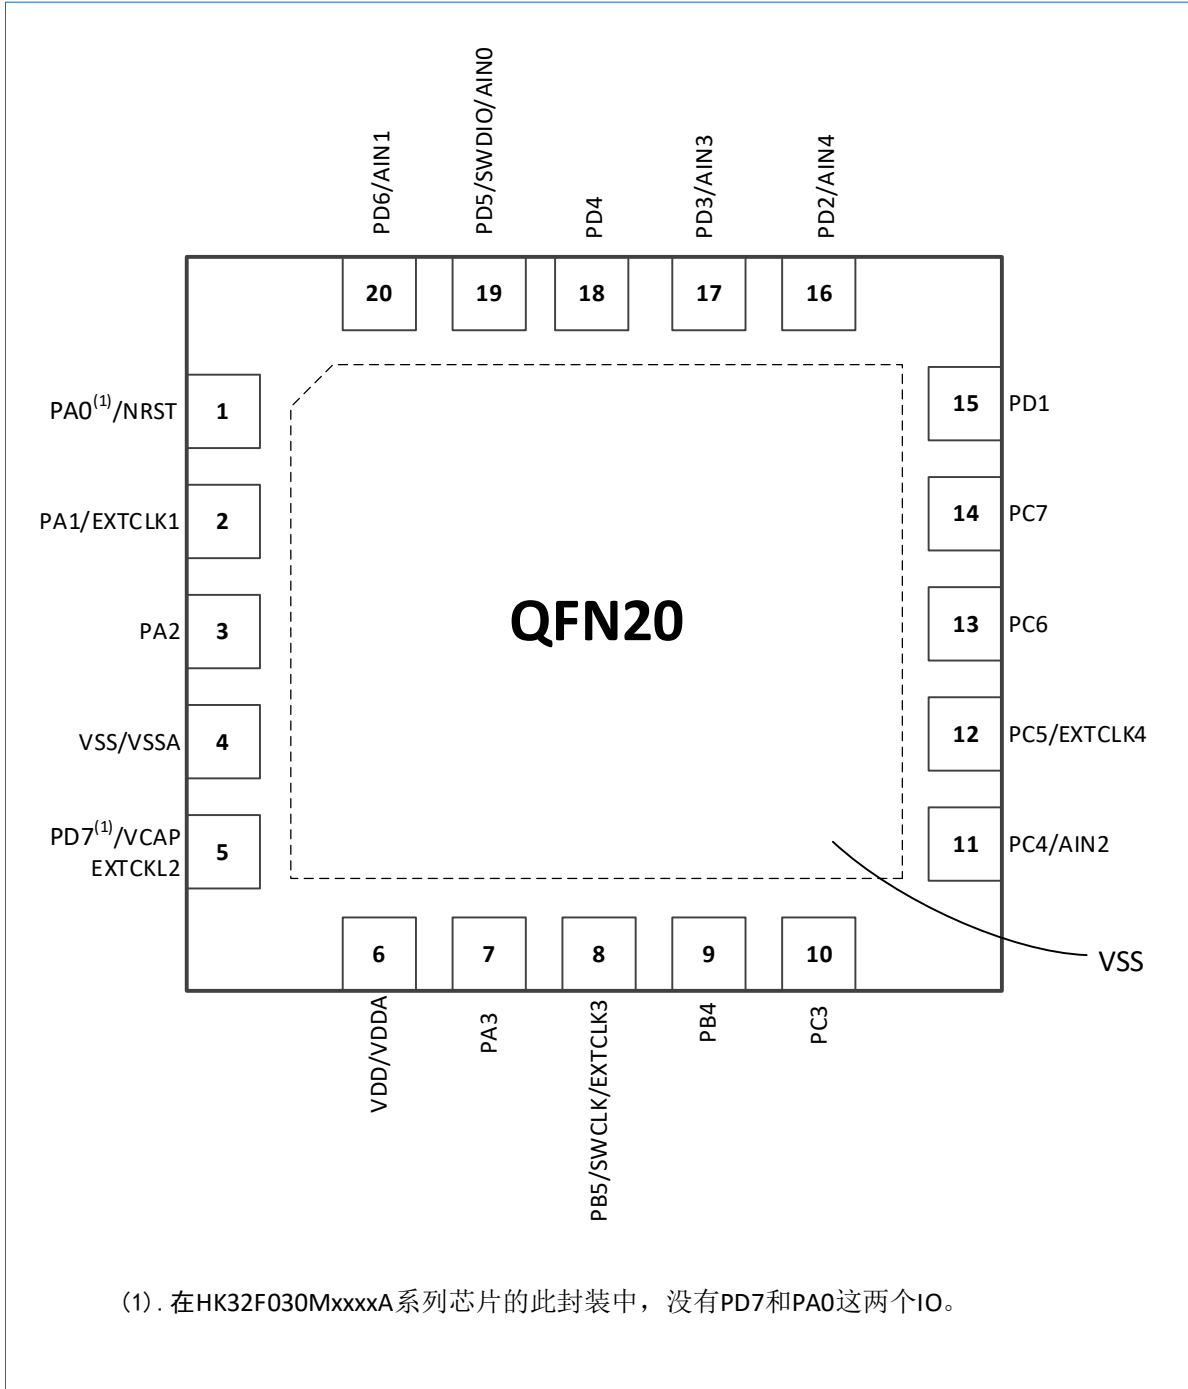 PD6/AIN1
PD5/SWDIO/AIN0
PD4
PD3/AIN3
PD2/AIN4
20
19
18
17
16
PA0(1)/NRST
1
PA1/EXTCLK1
2
PA2
3
VSS/VSSA
4
PD7(1)/VCAP
EXTCKL2
5
QFN20
15
PD1
14
PC7
13
PC6
12
PC5/EXTCLK4
11
PC4/AIN2
VSS
6
7
8
9
10
VDD/VDDA
PA3
PB5/SWCLK/EXTCLK3
PB4
PC3
(1). 在HK32F030MxxxxA系列芯片的此封装中，没有PD7和PA0这两个IO。